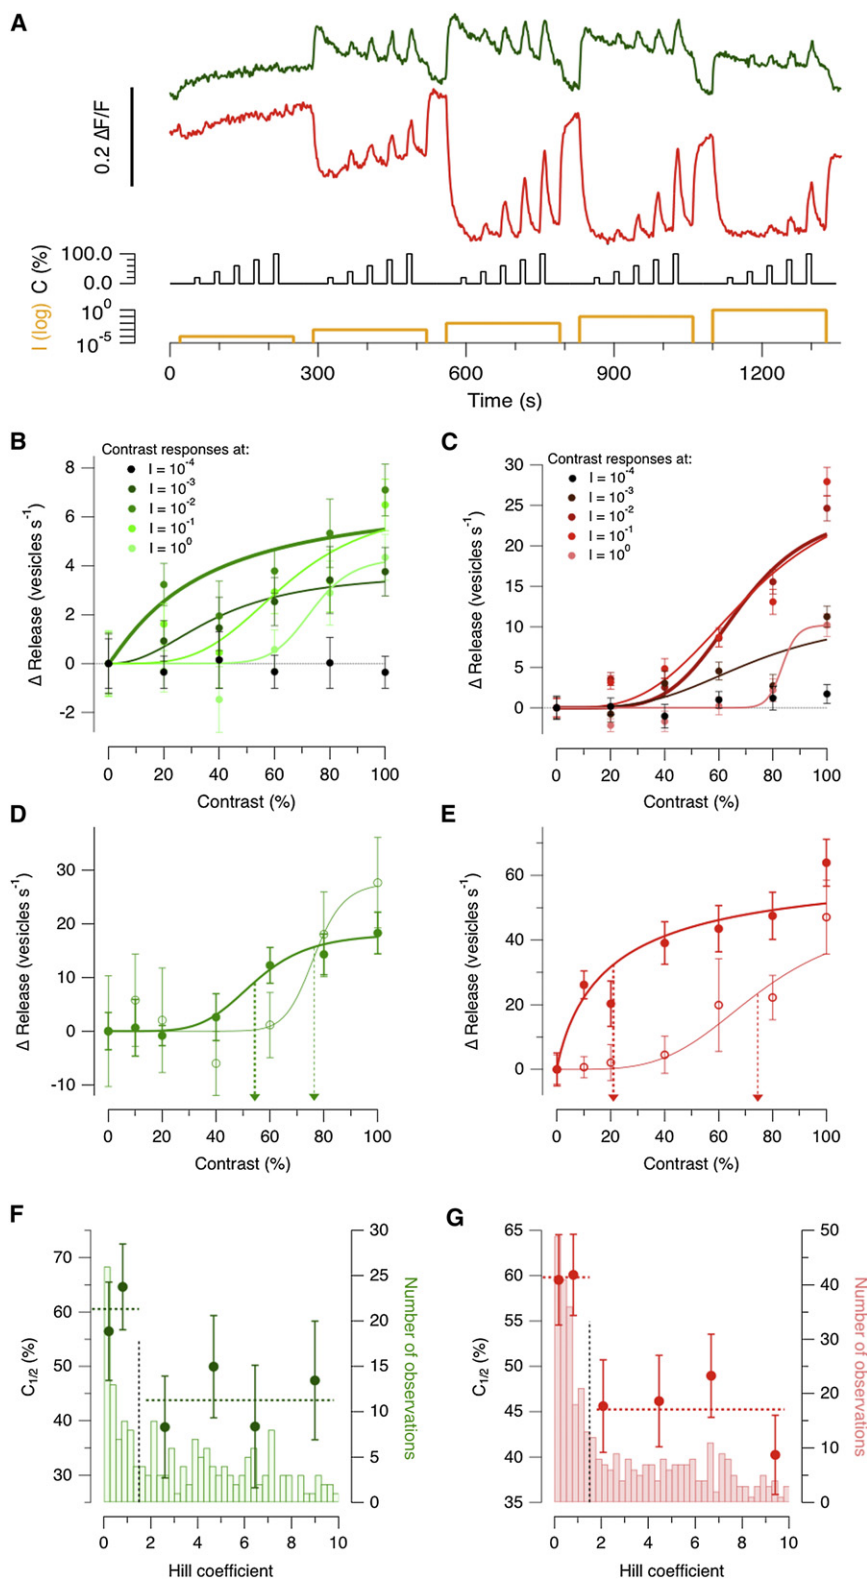 A
0.2 ΔF/F
C (%)
100.0
0.0
I (log)
10^0
10^-5
0 300 600 900 1200
Time (s)
B
Contrast responses at:
I = 10^-4
I = 10^-3
I = 10^-2
I = 10^-1
I = 10^0
Δ Release (vesicles s^-1)
8
6
4
2
0
-2
0 20 40 60 80 100
Contrast (%)
C
Contrast responses at:
I = 10^-4
I = 10^-3
I = 10^-2
I = 10^-1
I = 10^0
Δ Release (vesicles s^-1)
30
25
20
15
10
5
0
0 20 40 60 80 100
Contrast (%)
D
Δ Release (vesicles s^-1)
30
20
10
0
-10
0 20 40 60 80 100
Contrast (%)
E
Δ Release (vesicles s^-1)
60
40
20
0
0 20 40 60 80 100
Contrast (%)
F
C1/2 (%)
70
60
50
40
30
30
25
20
15
10
5
0
Number of observations
0 2 4 6 8 10
Hill coefficient
G
C1/2 (%)
65
60
55
50
45
40
35
50
40
30
20
10
0
Number of observations
0 2 4 6 8 10
Hill coefficient